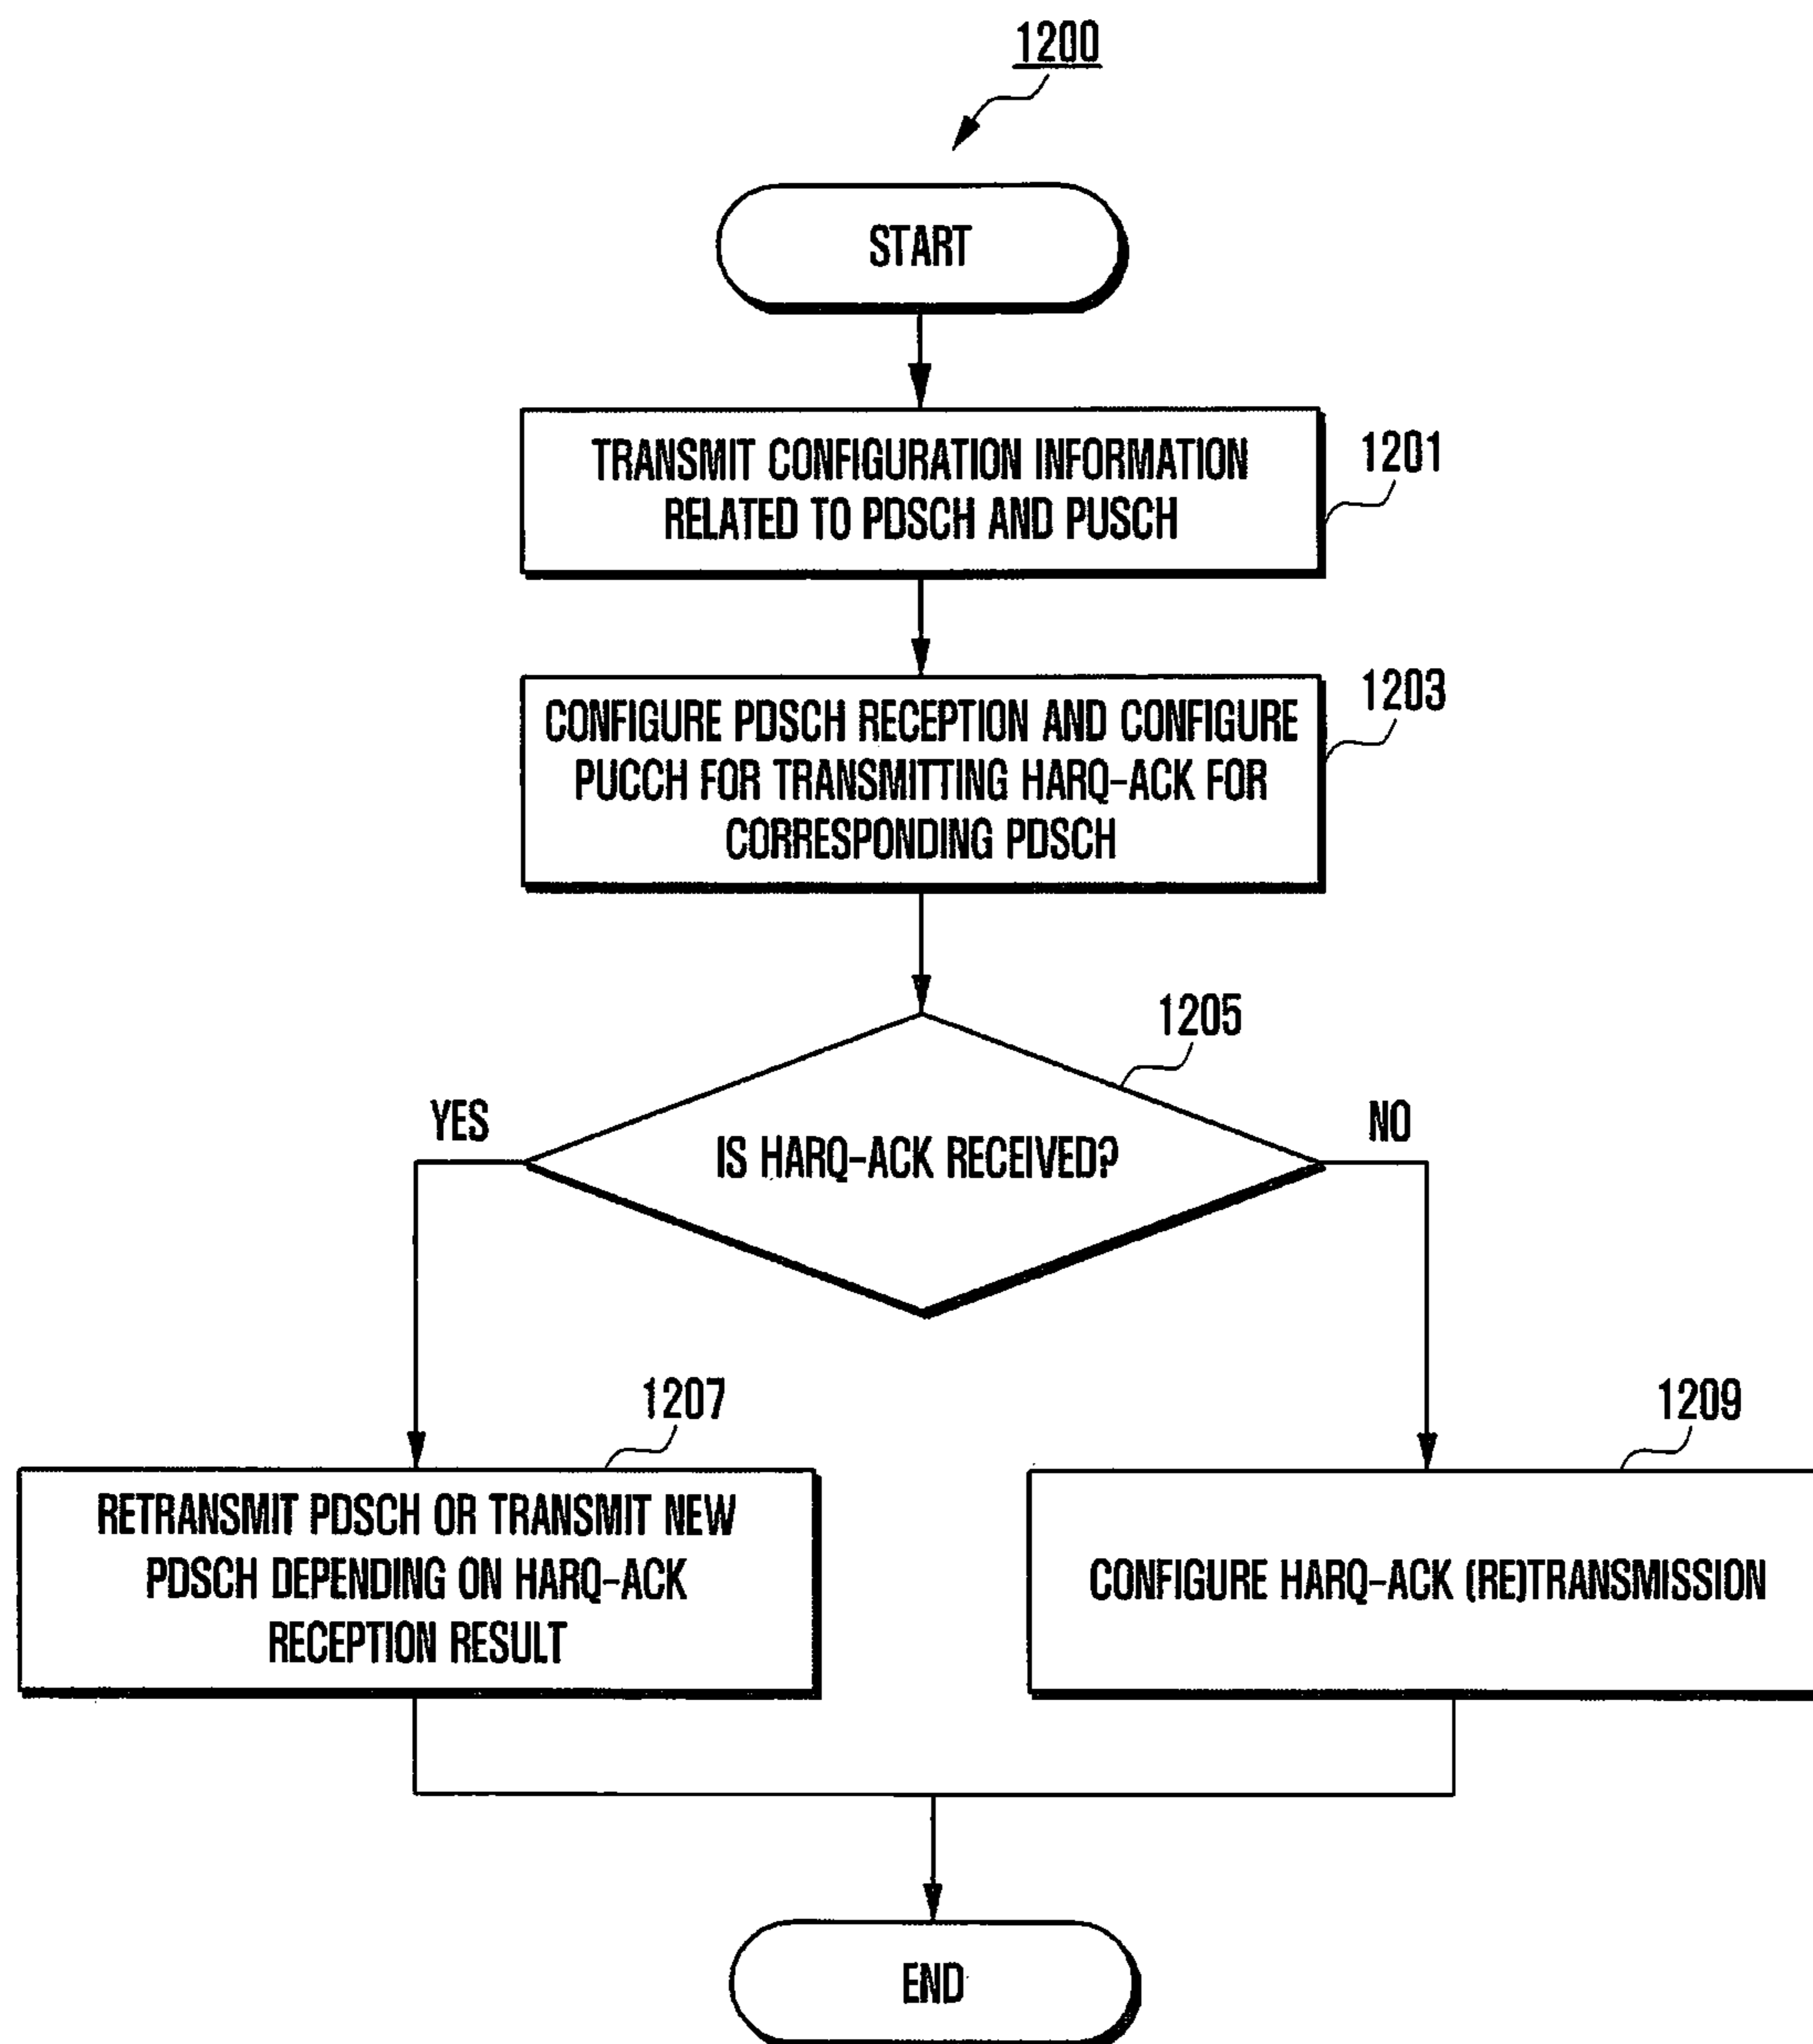 1200
START
TRANSMIT CONFIGURATION INFORMATION
RELATED TO PDSCH AND PUSCH
1201
CONFIGURE PDSCH RECEPTION AND CONFIGURE
PUCCH FOR TRANSMITTING HARQ-ACK FOR
CORRESPONDING PDSCH
1203
1205
YES
IS HARQ-ACK RECEIVED?
NO
1207
RETRANSMIT PDSCH OR TRANSMIT NEW
PDSCH DEPENDING ON HARQ-ACK
RECEPTION RESULT
1209
CONFIGURE HARQ-ACK (RE)TRANSMISSION
END